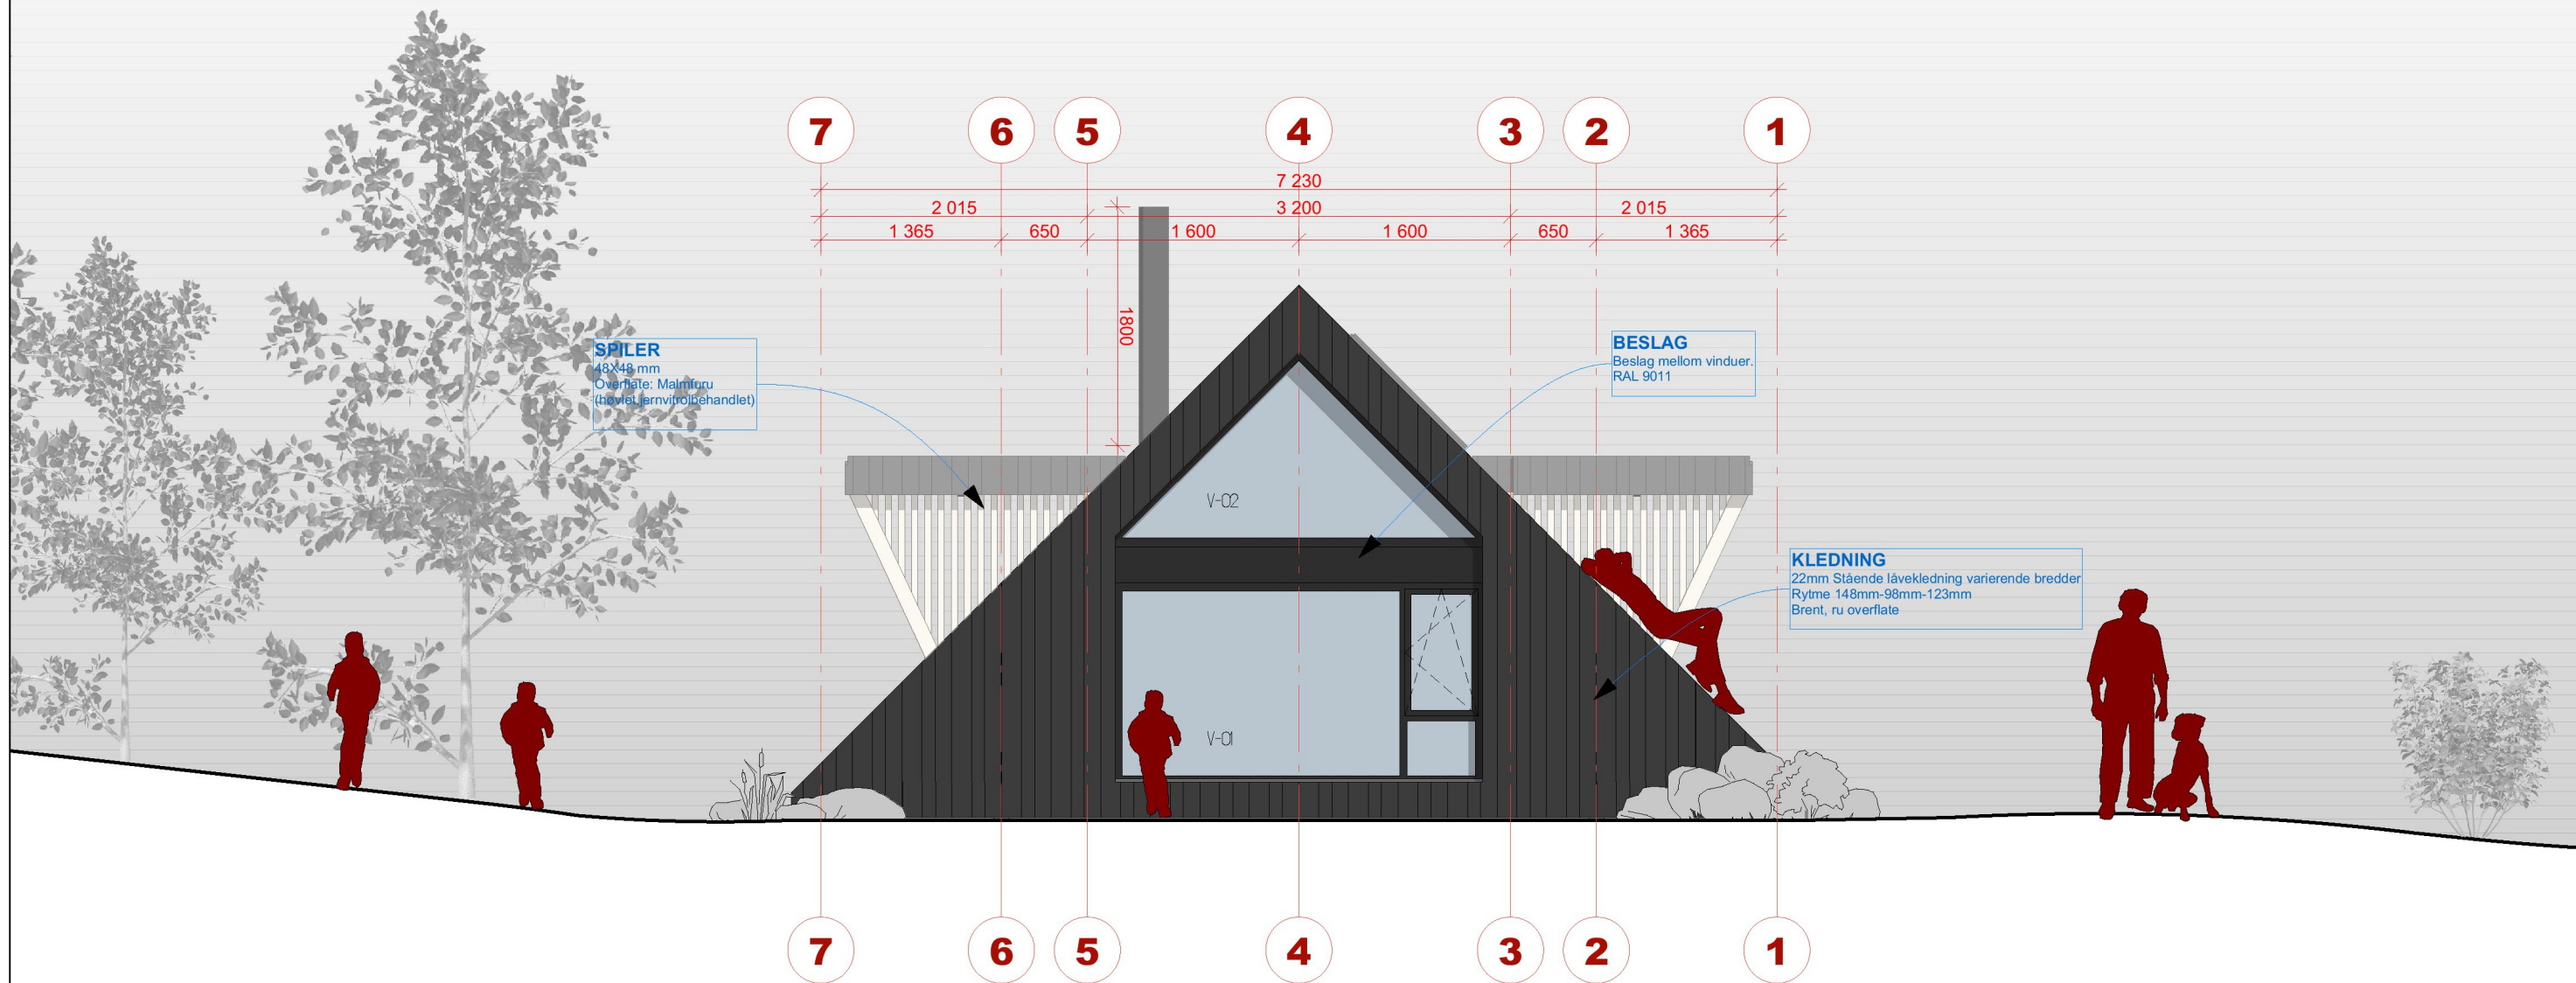 7 6 5 4 3 2 1
7 230
2 015 3 200 2 015
1 365 650 1 600 1 600 650 1 365
1800
SPILER
48X48 mm
Overflate: Malmfuru
(høvlet,jernvitrolbehandlet)
BESLAG
Beslag mellom vinduer.
RAL 9011
V-02
KLEDNING
22mm Stående låvekledning varierende bredder
Rytme 148mm-98mm-123mm
Brent, ru overflate
V-01
7 6 5 4 3 2 1